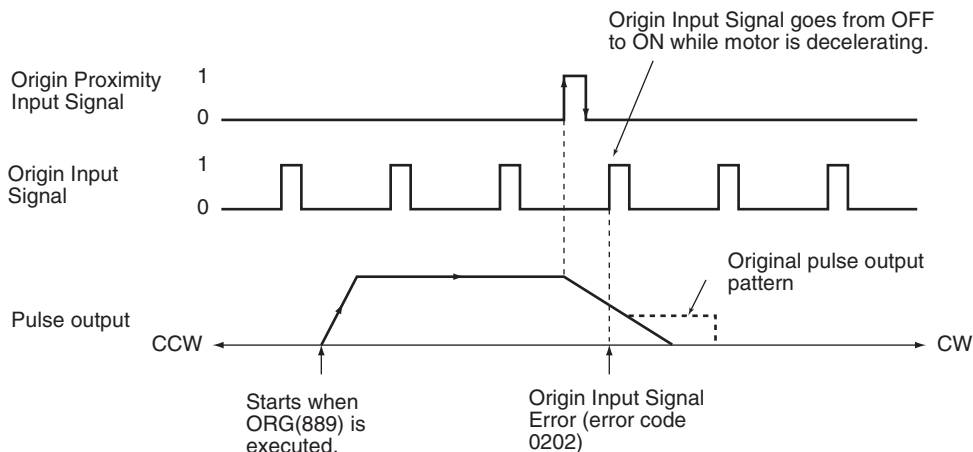 Origin Input Signal goes from OFF
to ON while motor is decelerating.
Origin Proximity
Input Signal
1
0
Origin Input
Signal
1
0
Original pulse output
pattern
Pulse output
CCW
CW
Starts when
ORG(889) is
executed.
Origin Input Signal
Error (error code
0202)